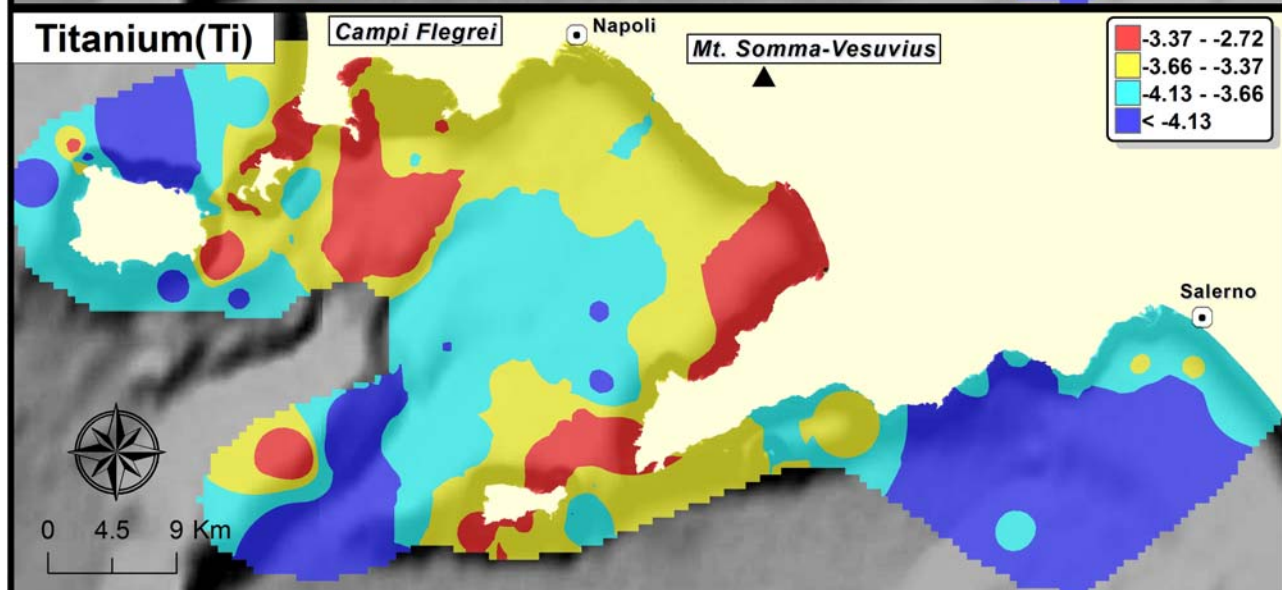 Titanium(Ti)
Campi Flegrei
Napoli
Mt. Somma-Vesuvius
-3.37 - -2.72
-3.66 - -3.37
-4.13 - -3.66
< -4.13
Salerno
0 4.5 9 Km